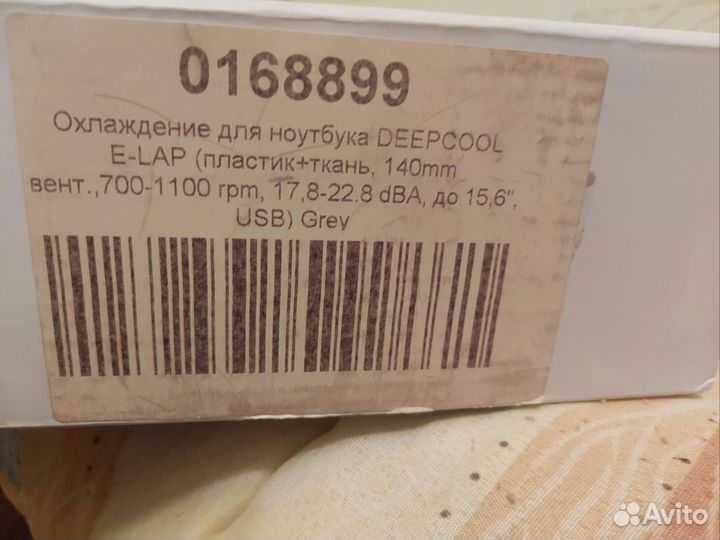 0168899
Охлаждение для ноутбука DEEPCOOL
E-LAP (пластик+ткань, 140mm
вент.,700-1100 rpm, 17,8-22.8 dBA, до 15,6",
USB) Grey
Avito